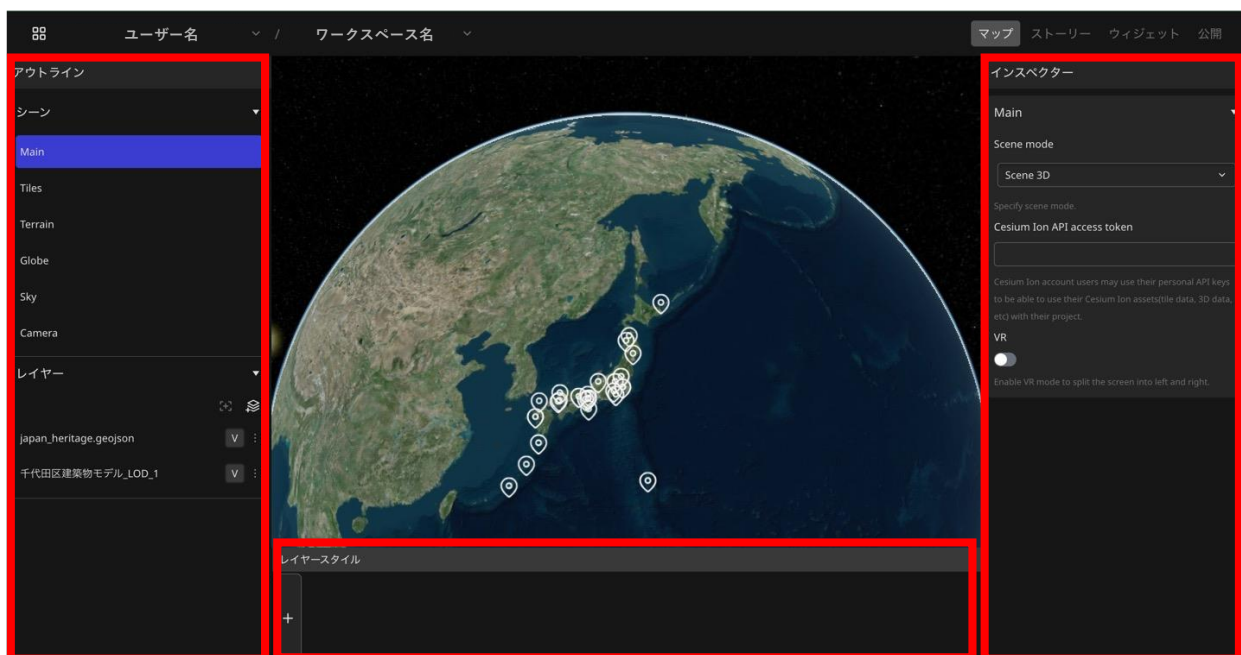 ユーザー名 / ワークスペース名
マップ ストーリー ウィジェット 公開
アウトライン
シーン
Main
Tiles
Terrain
Globe
Sky
Camera
レイヤー
japan_heritage.geojson V
千代田区建築物モデル_LOD_1 V
レイヤースタイル
+
インスペクター
Main
Scene mode
Scene 3D
Specify scene mode.
Cesium Ion API access token
Cesium Ion account users may use their personal API keys
to be able to use their Cesium Ion assets(tile data, 3D data,
etc) with their project.
VR
Enable VR mode to split the screen into left and right.